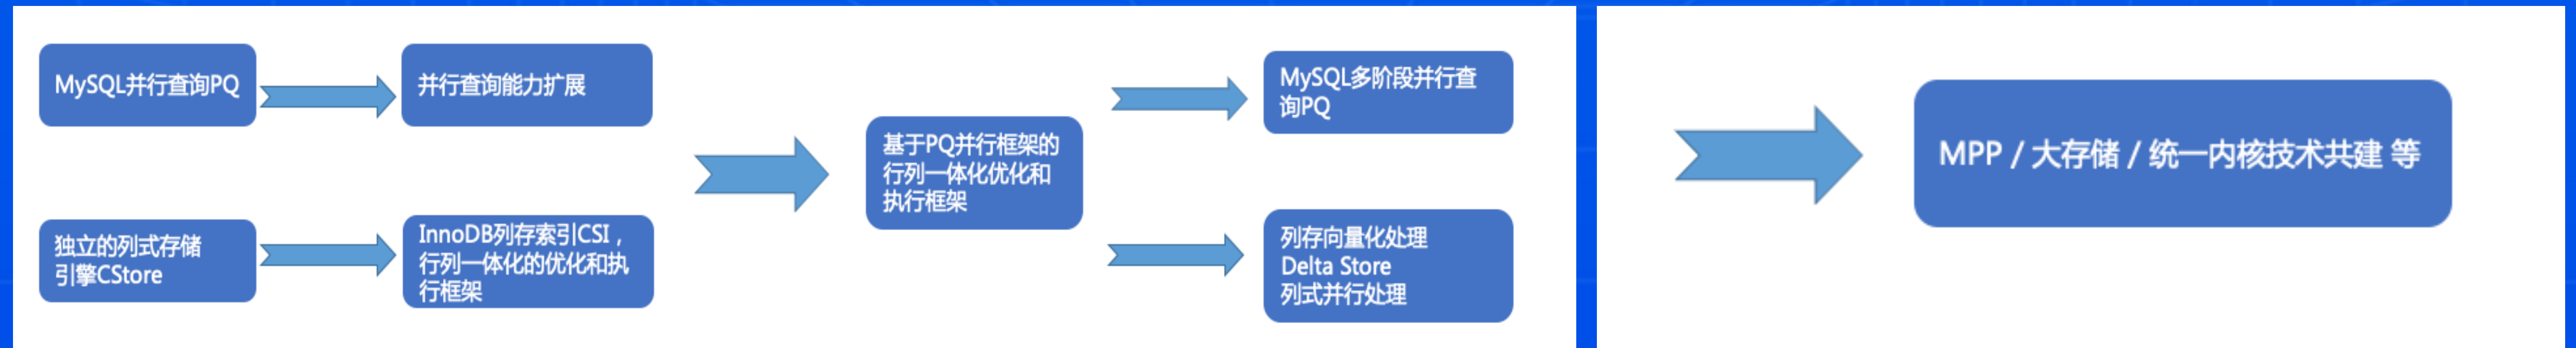 MySQL并行查询PQ
并行查询能力扩展
独立的列式存储
引擎CStore
InnoDB列存索引CSI，
行列一体化的优化和执
行框架
基于PQ并行框架的
行列一体化优化和
执行框架
MySQL多阶段并行查
询PQ
列存向量化处理
Delta Store
列式并行处理
MPP / 大存储 / 统一内核技术共建 等